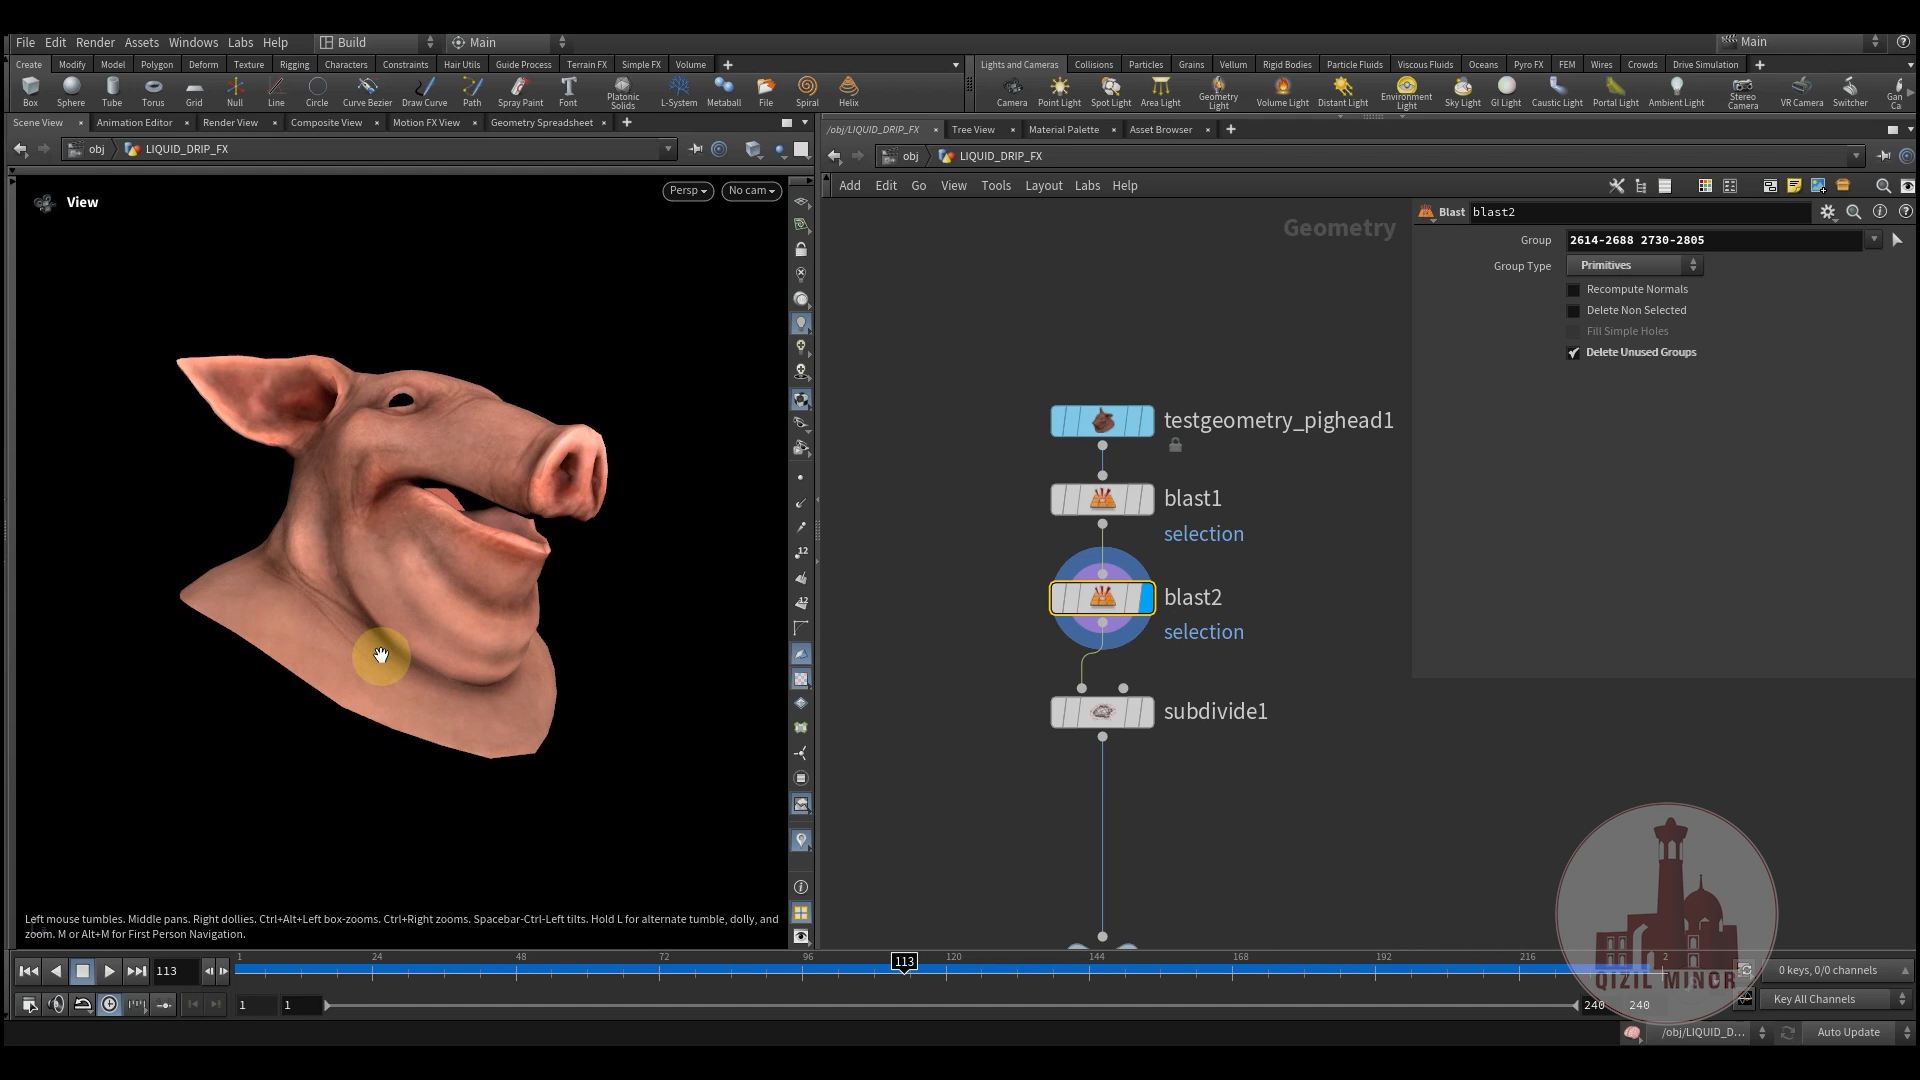 File Edit Render Assets Windows Labs Help Build Main Main
Create Modify Model Polygon Deform Texture Rigging Characters Constraints Hair Utils Guide Process Terrain FX Simple FX Volume
Lights and Cameras Collisions Particles Grains Vellum Rigid Bodies Particle Fluids Viscous Fluids Oceans Pyro FX FEM Wires Crowds Drive Simulation
Box Sphere Tube Torus Grid Null Line Circle Curve Bezier Draw Curve Path Spray Paint Font Platonic Solids L-System Metaball File Spiral Helix
Camera Point Light Spot Light Area Light Geometry Light Volume Light Distant Light Environment Light Sky Light GI Light Caustic Light Portal Light Ambient Light Stereo Camera VR Camera Switcher Gan Ca
Scene View Animation Editor Render View Composite View Motion FX View Geometry Spreadsheet
/obj/LIQUID_DRIP_FX Tree View Material Palette Asset Browser
obj LIQUID_DRIP_FX
obj LIQUID_DRIP_FX
Add Edit Go View Tools Layout Labs Help
View
Persp No cam
Geometry
Blast blast2
Group 2614-2688 2730-2805
Group Type Primitives
Recompute Normals
Delete Non Selected
Fill Simple Holes
Delete Unused Groups
testgeometry_pighead1
blast1
selection
blast2
selection
subdivide1
12
12
Left mouse tumbles. Middle pans. Right dollies. Ctrl+Alt+Left box-zooms. Ctrl+Right zooms. Spacebar-Ctrl-Left tilts. Hold L for alternate tumble, dolly, and
zoom. M or Alt+M for First Person Navigation.
1 24 48 72 96 120 144 168 192 216 2
113 113
0 keys, 0/0 channels
QIZIL MINOR
1 1 240 240
Key All Channels
/obj/LIQUID_D... Auto Update